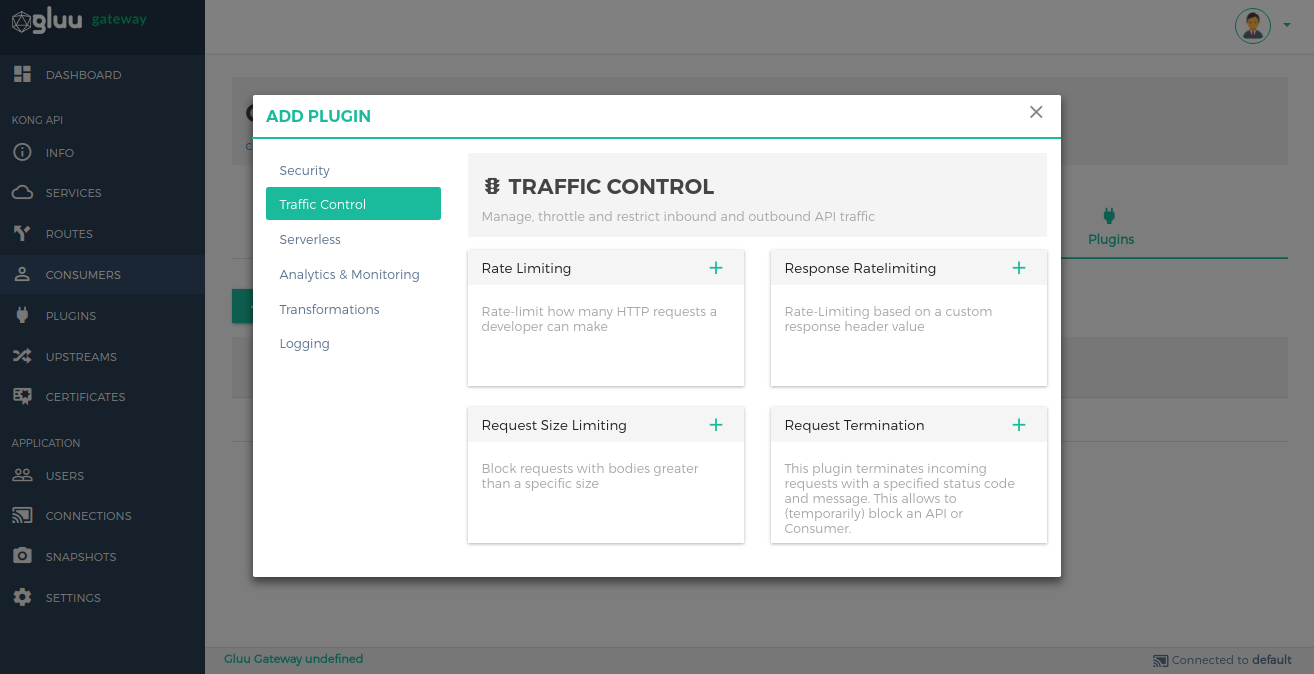 gluu gateway
DASHBOARD
KONG API
INFO
SERVICES
ROUTES
CONSUMERS
PLUGINS
UPSTREAMS
CERTIFICATES
APPLICATION
USERS
CONNECTIONS
SNAPSHOTS
SETTINGS
ADD PLUGIN
Security
Traffic Control
Serverless
Analytics & Monitoring
Transformations
Logging
TRAFFIC CONTROL
Manage, throttle and restrict inbound and outbound API traffic
Rate Limiting
Rate-limit how many HTTP requests a
developer can make
Response Ratelimiting
Rate-Limiting based on a custom
response header value
Request Size Limiting
Block requests with bodies greater
than a specific size
Request Termination
This plugin terminates incoming
requests with a specified status code
and message. This allows to
(temporarily) block an API or
Consumer.
Plugins
Gluu Gateway undefined
Connected to default